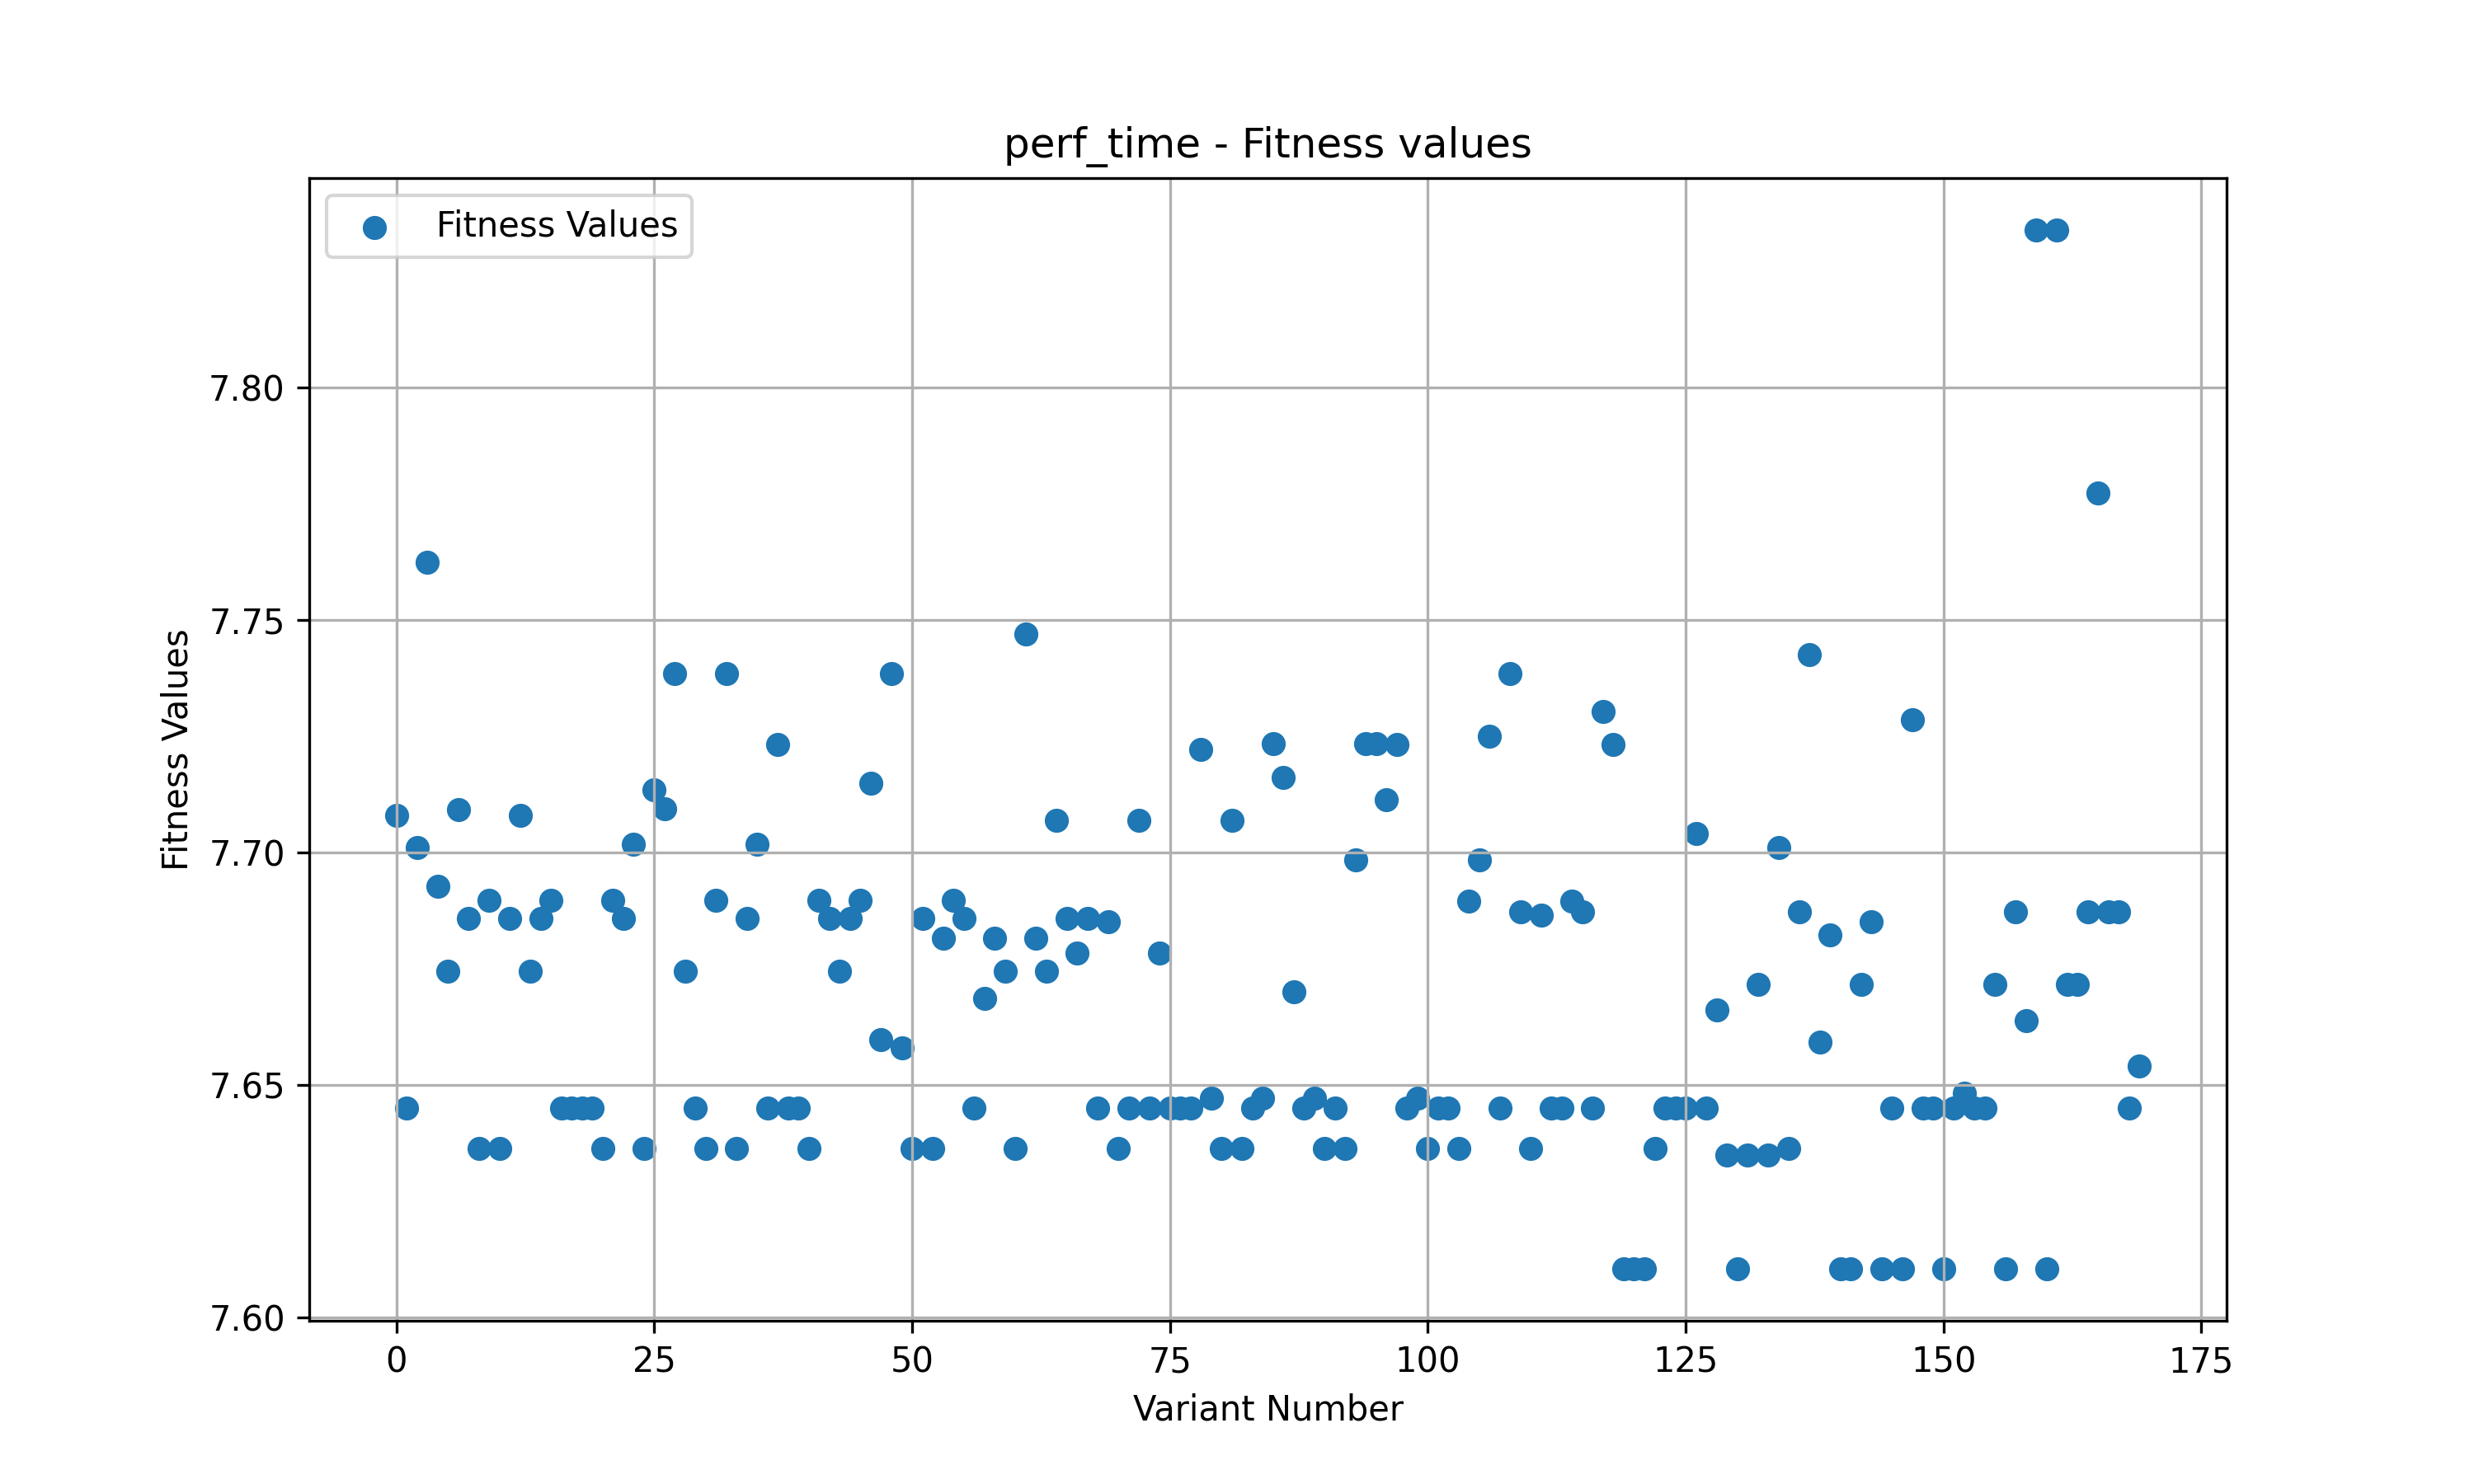 perf_time - Fitness values
Fitness Values
Fitness Values
7.80
7.75
7.70
7.65
7.60
0 25 50 75 100 125 150 175
Variant Number